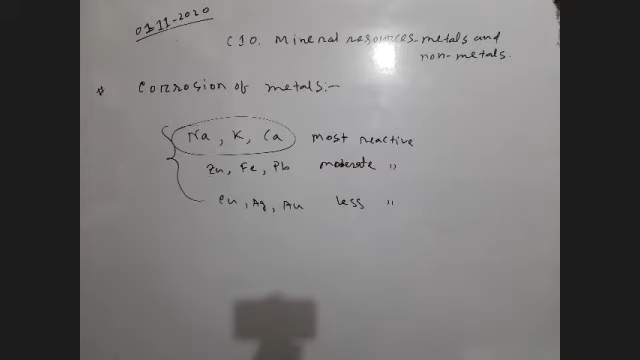 01-11-2020
C10. Mineral resources-metals and
non-metals.
* Corrosion of metals:-
Na, K, Ca most reactive
Zn, Fe, Pb moderate "
Cu, Ag, Au less "